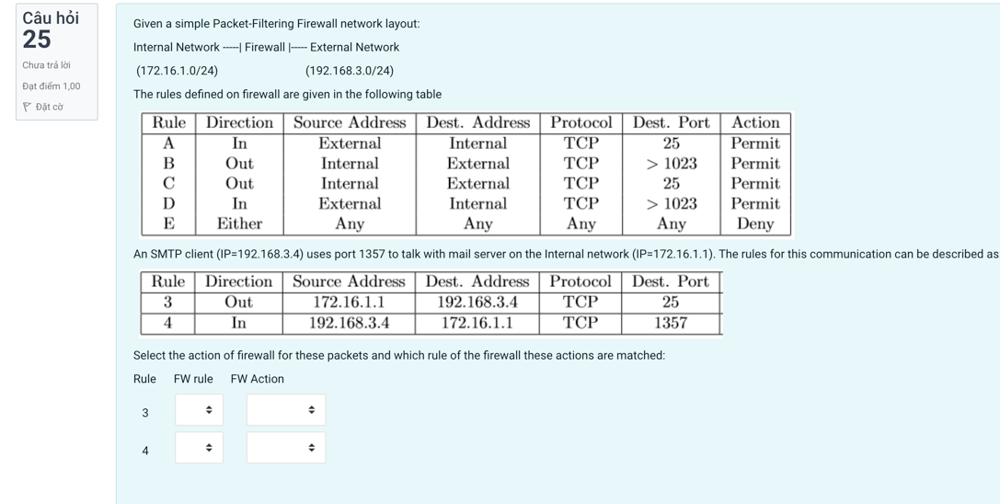 Câu hỏi
25
Chưa trả lời
Đạt điểm 1,00
Đặt cờ
Given a simple Packet-Filtering Firewall network layout:
Internal Network -----| Firewall |----- External Network
(172.16.1.0/24) (192.168.3.0/24)
The rules defined on firewall are given in the following table
Rule Direction Source Address Dest. Address Protocol Dest. Port Action
A In External Internal TCP 25 Permit
B Out Internal External TCP > 1023 Permit
C Out Internal External TCP 25 Permit
D In External Internal TCP > 1023 Permit
E Either Any Any Any Any Deny
An SMTP client (IP=192.168.3.4) uses port 1357 to talk with mail server on the Internal network (IP=172.16.1.1). The rules for this communication can be described as
Rule Direction Source Address Dest. Address Protocol Dest. Port
3 Out 172.16.1.1 192.168.3.4 TCP 25
4 In 192.168.3.4 172.16.1.1 TCP 1357
Select the action of firewall for these packets and which rule of the firewall these actions are matched:
Rule FW rule FW Action
3
4